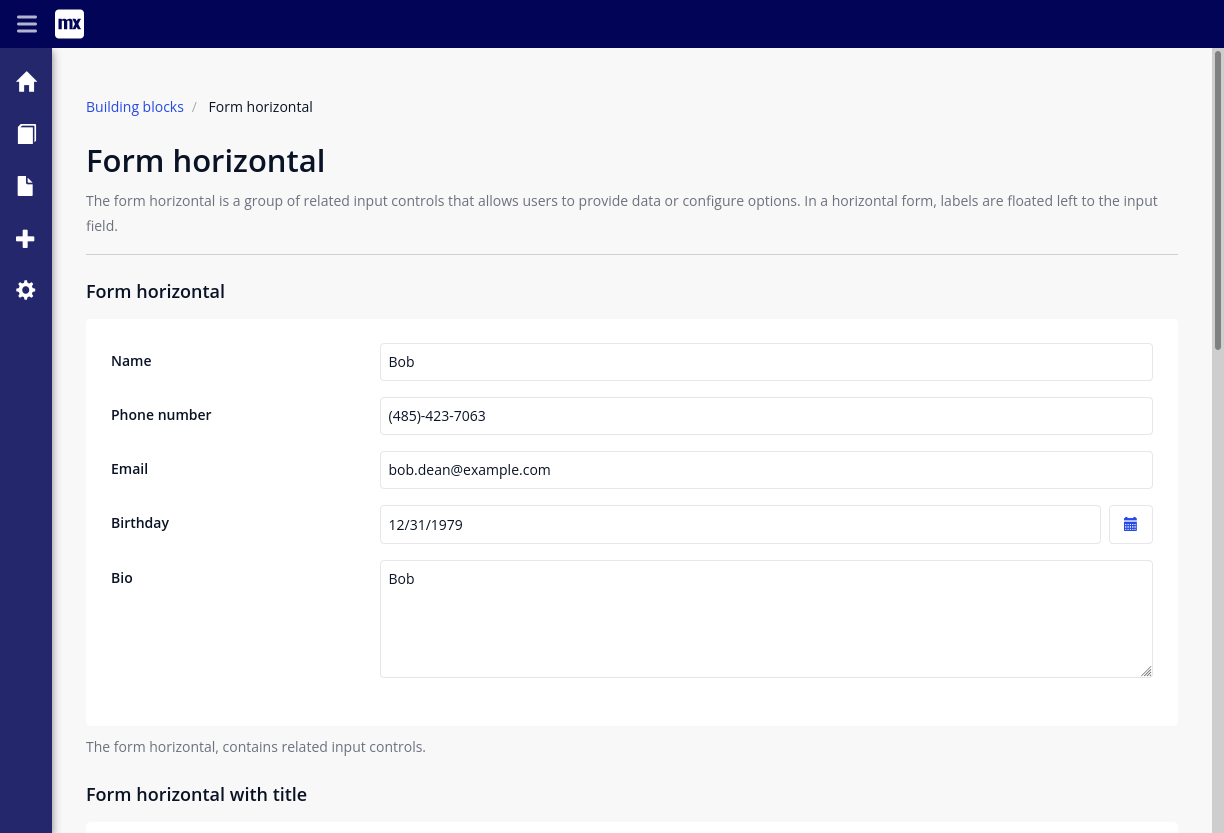 mx
Building blocks / Form horizontal
Form horizontal
The form horizontal is a group of related input controls that allows users to provide data or configure options. In a horizontal form, labels are floated left to the input
field.
Form horizontal
Name Bob
Phone number (485)-423-7063
Email bob.dean@example.com
Birthday 12/31/1979
Bio Bob
The form horizontal, contains related input controls.
Form horizontal with title